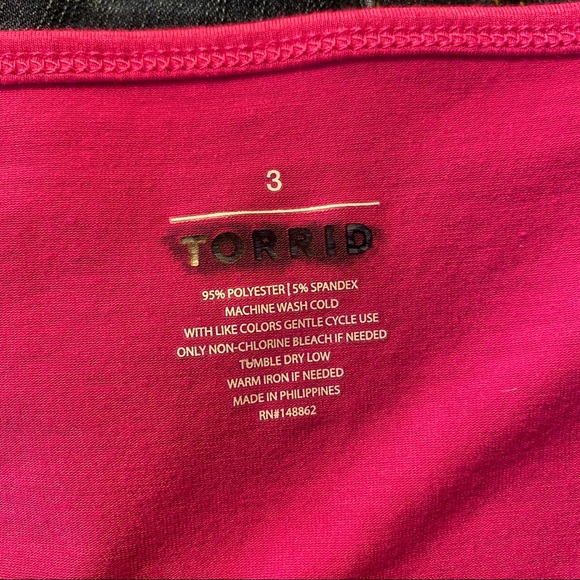 3
TORRID
95% POLYESTER | 5% SPANDEX
MACHINE WASH COLD
WITH LIKE COLORS GENTLE CYCLE USE
ONLY NON-CHLORINE BLEACH IF NEEDED
TUMBLE DRY LOW
WARM IRON IF NEEDED
MADE IN PHILIPPINES
RN#148862